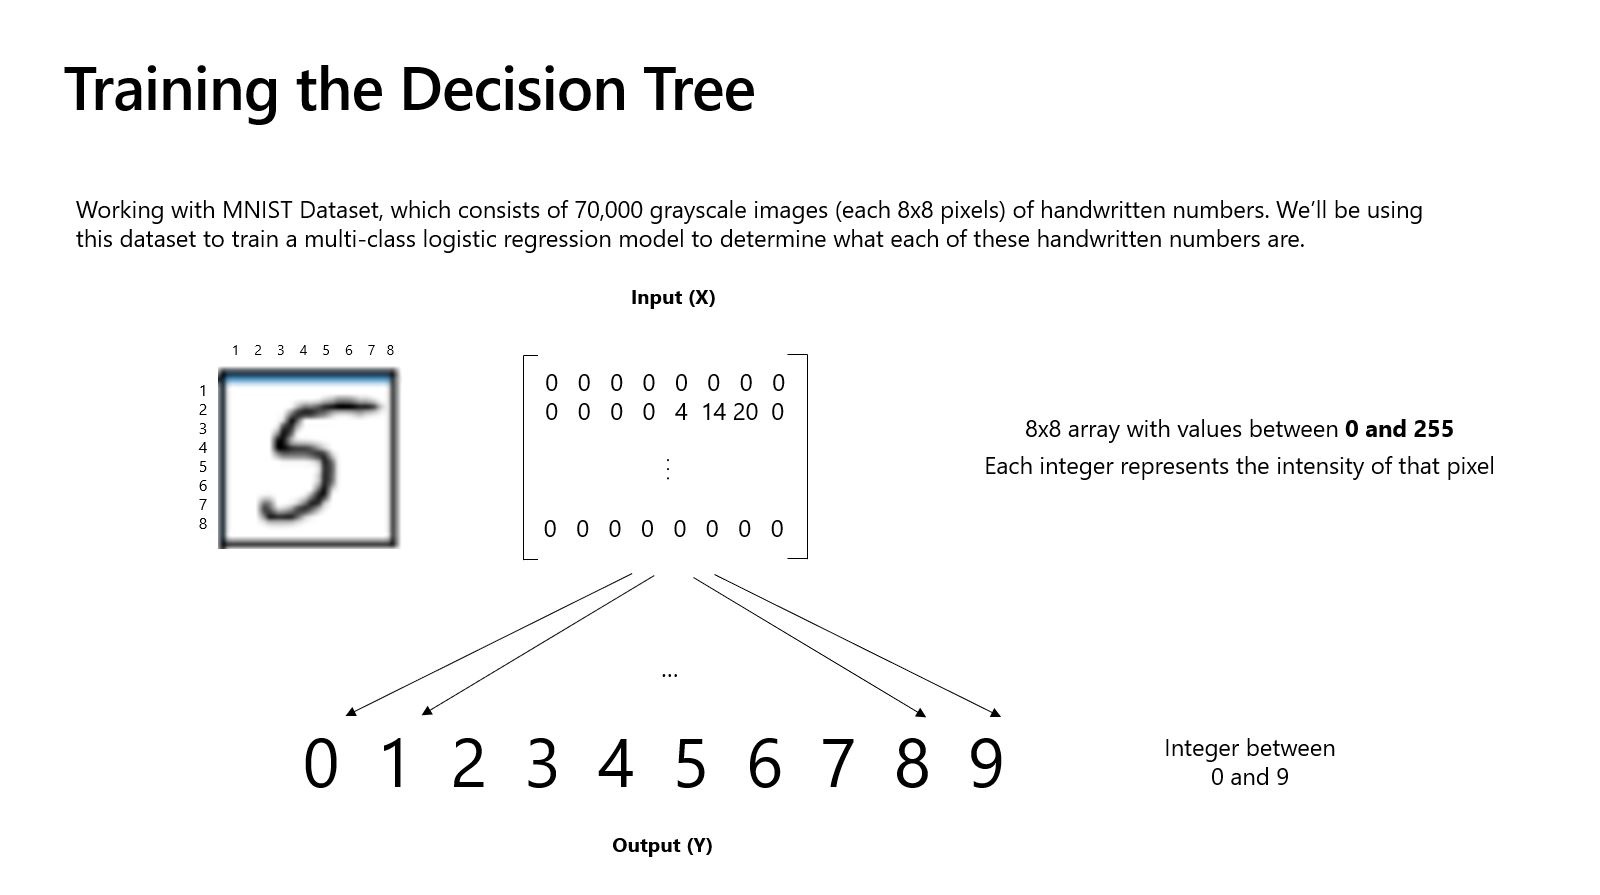 Training the Decision Tree
Working with MNIST Dataset, which consists of 70,000 grayscale images (each 8x8 pixels) of handwritten numbers. We’ll be using
this dataset to train a multi-class logistic regression model to determine what each of these handwritten numbers are.
Input (X)
1 2 3 4 5 6 7 8
1
2
3
4
5
6
7
8
5
0 0 0 0 0 0 0 0
0 0 0 0 4 14 20 0
⋮
0 0 0 0 0 0 0 0
8x8 array with values between 0 and 255
Each integer represents the intensity of that pixel
...
0 1 2 3 4 5 6 7 8 9
Integer between
0 and 9
Output (Y)